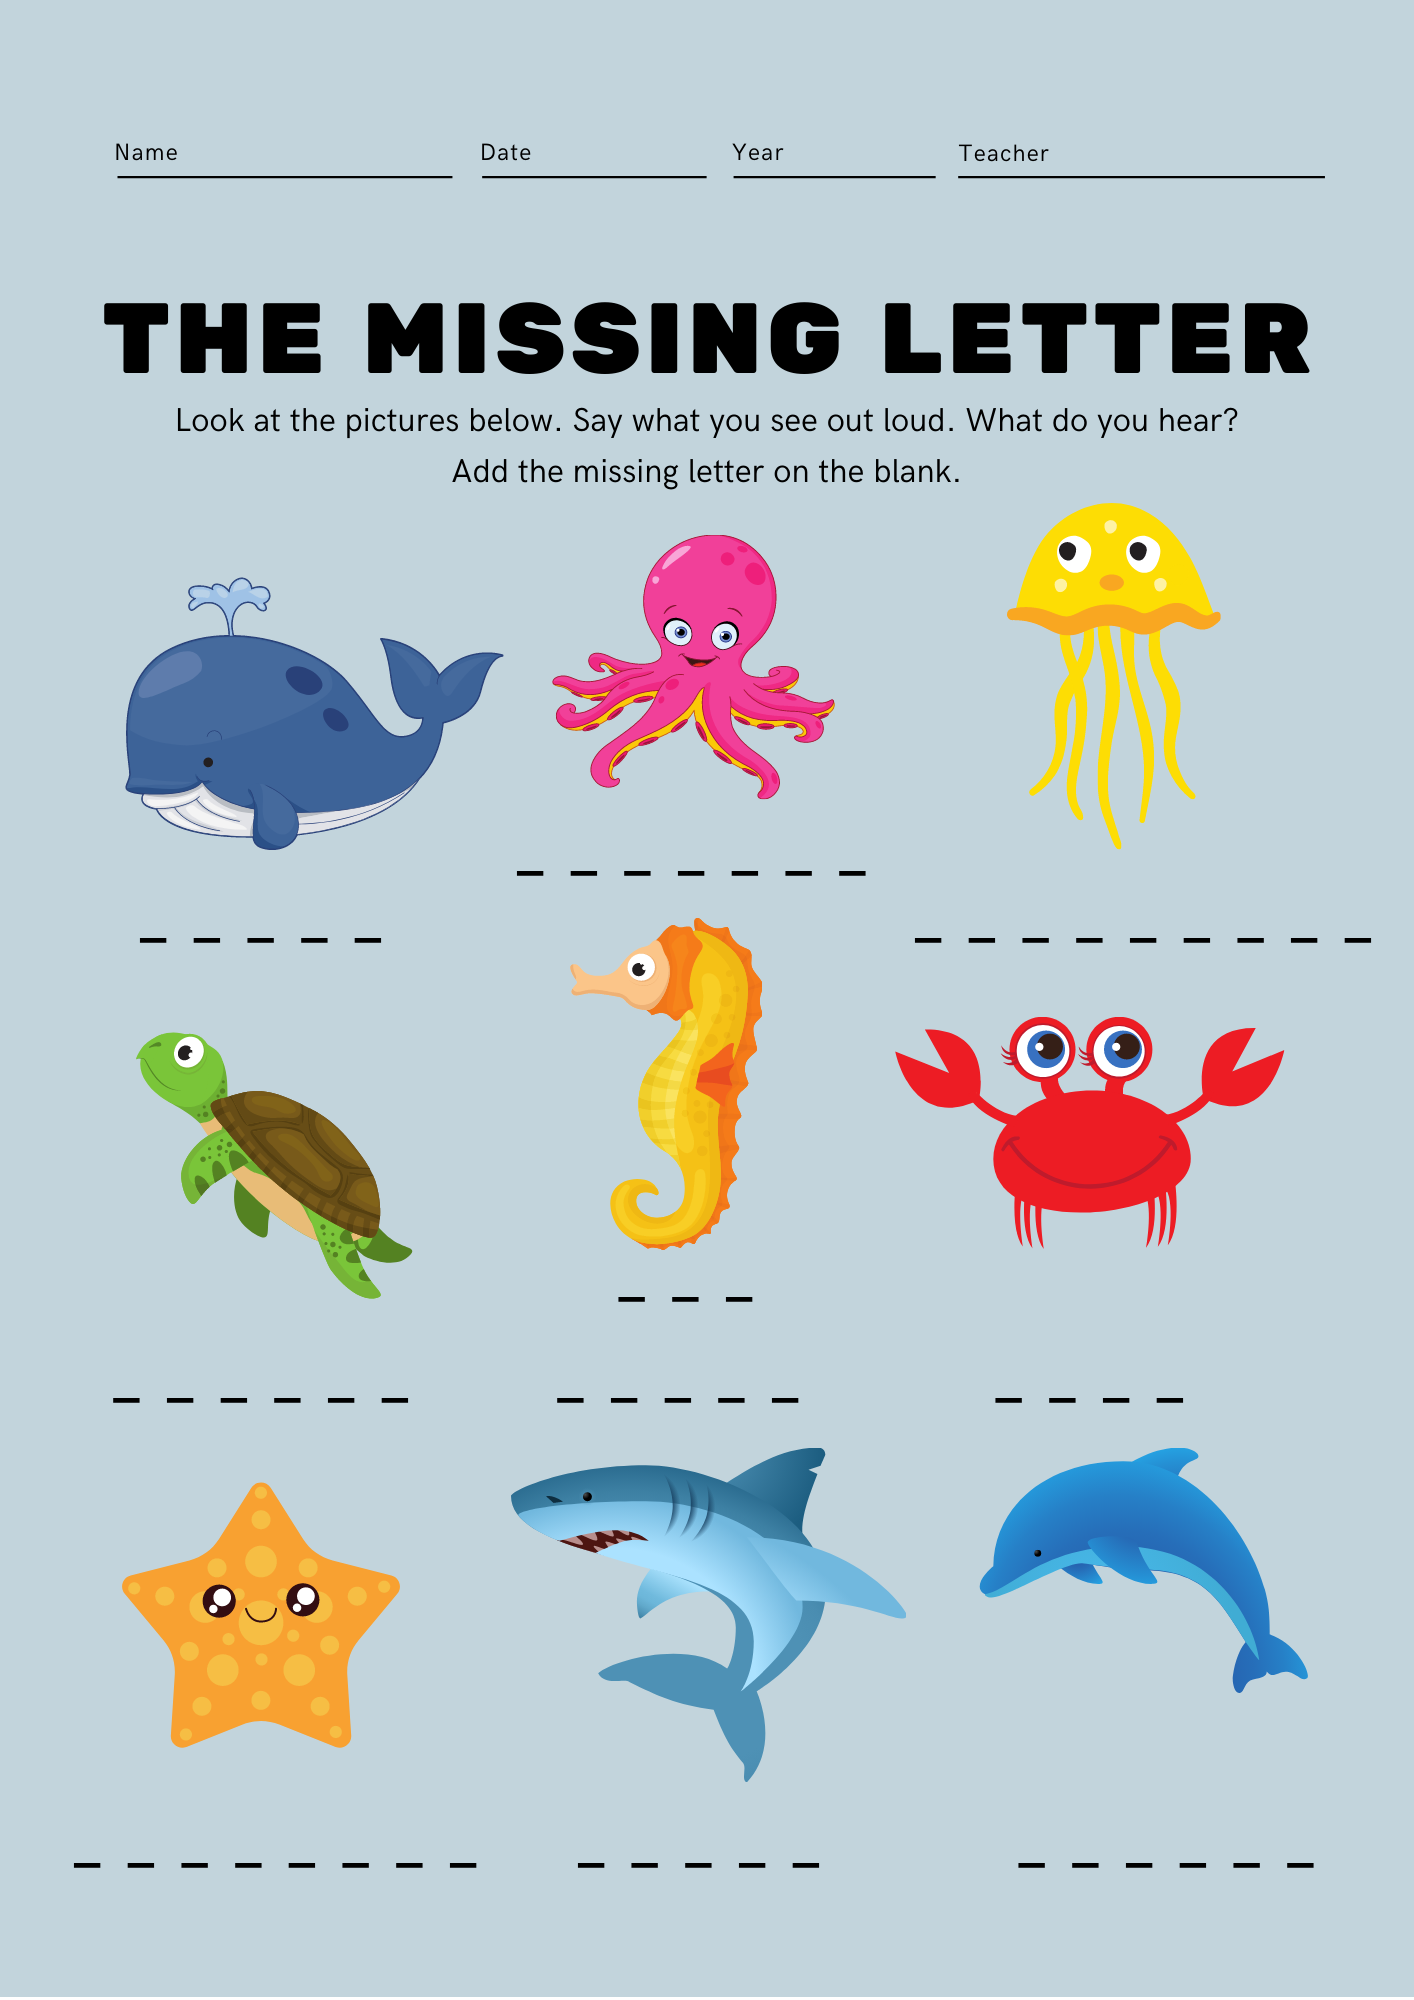 Name Date Year Teacher
THE MISSING LETTER
Look at the pictures below. Say what you see out loud. What do you hear?
Add the missing letter on the blank.
_ _ _ _ _ _ _
_ _ _ _ _ _ _ _ _ _ _ _ _ _
_ _ _
_ _ _ _ _ _ _ _ _ _ _ _ _ _ _
_ _ _ _ _ _ _ _ _ _ _ _ _ _ _ _ _ _ _